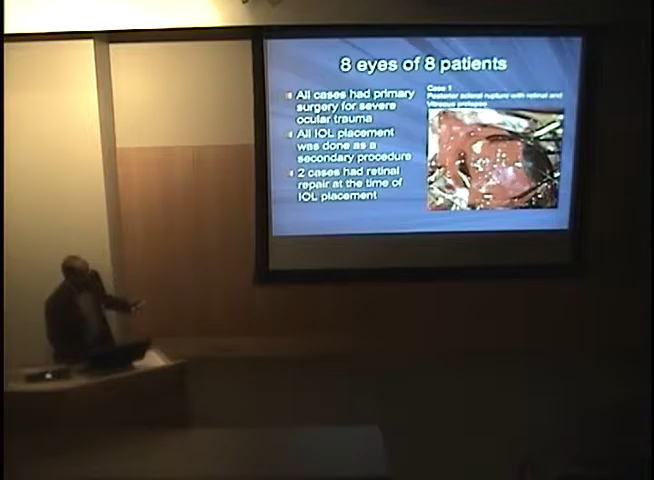 8 eyes of 8 patients
All cases had primary
surgery for severe
ocular trauma
All IOL placement
was done as a
secondary procedure
2 cases had retinal
repair at the time of
IOL placement
Case 1
Posterior scleral rupture with retinal and
Vitreous prolapse